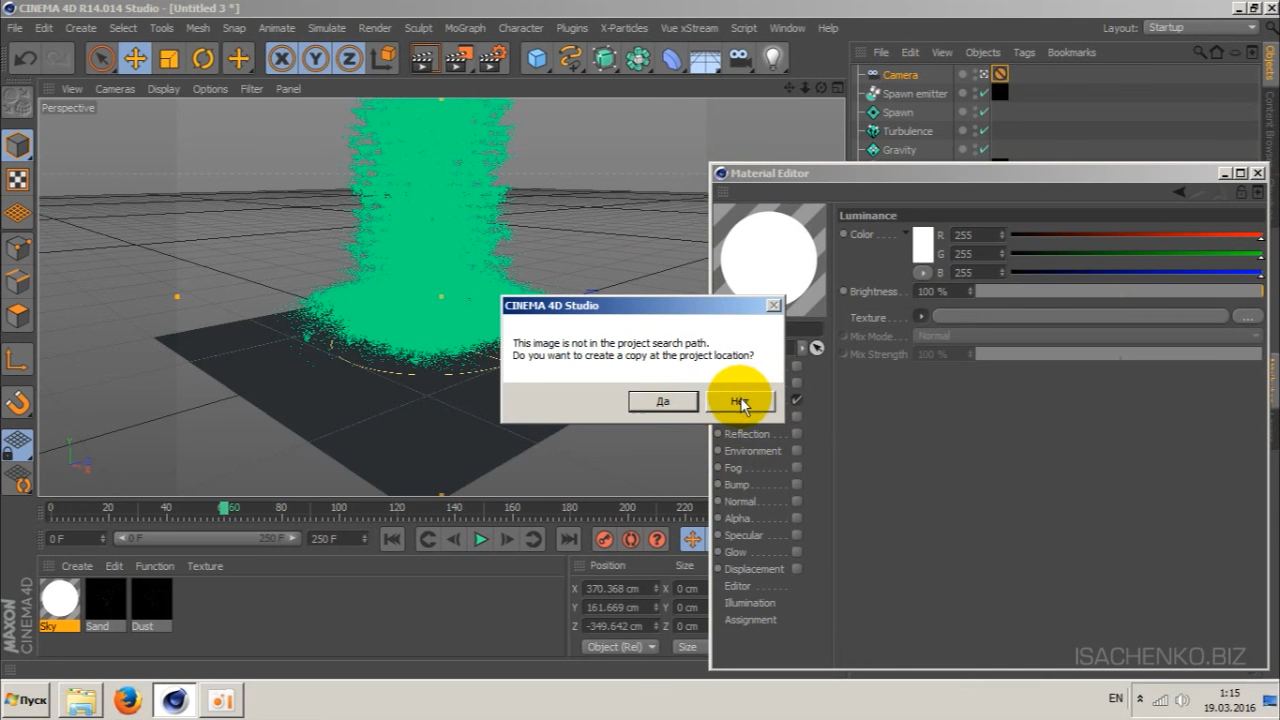 CINEMA 4D R14.014 Studio - [Untitled 3 *]
File Edit Create Select Tools Mesh Snap Animate Simulate Render Sculpt MoGraph Character Plugins X-Particles Vue xStream Script Window Help
Layout: Startup
X Y Z
File Edit View Objects Tags Bookmarks
View Cameras Display Options Filter Panel
Perspective
Camera
Spawn emitter
Spawn
Turbulence
Gravity
Objects
Content Browser
Material Editor
Luminance
Color R 255
G 255
B 255
Brightness 100 %
Texture ...
Mix Mode Normal
Mix Strength 100 %
CINEMA 4D Studio
This image is not in the project search path.
Do you want to create a copy at the project location?
Да
Reflection
Environment
Fog
Bump
Normal
Alpha
Specular
Glow
Displacement
Editor
Illumination
Assignment
Y
0 20 40 60 80 100 120 140 160 180 200 220
0 F 0 F 250 F 250 F
Create Edit Function Texture
Position Size
X 370.368 cm X 0 cm
Y 161.669 cm Y 0 cm
Z -349.642 cm Z 0 cm
Object (Rel) Size
Sky Sand Dust
MAXON
CINEMA 4D
ISACHENKO.BIZ
Пуск
EN
1:15
19.03.2016